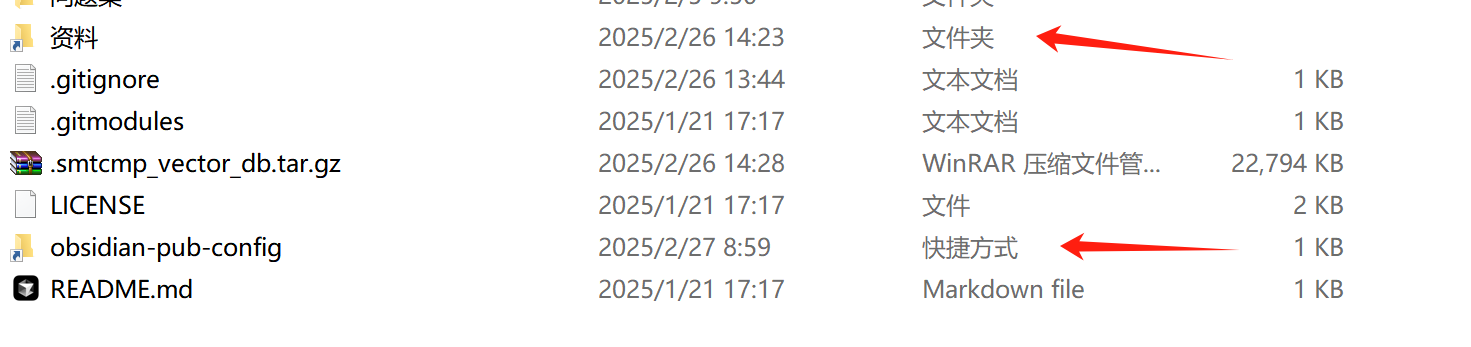 资料 2025/2/26 14:23 文件夹
.gitignore 2025/2/26 13:44 文本文档 1 KB
.gitmodules 2025/1/21 17:17 文本文档 1 KB
.smtcmp_vector_db.tar.gz 2025/2/26 14:28 WinRAR 压缩文件管... 22,794 KB
LICENSE 2025/1/21 17:17 文件 2 KB
obsidian-pub-config 2025/2/27 8:59 快捷方式 1 KB
README.md 2025/1/21 17:17 Markdown file 1 KB